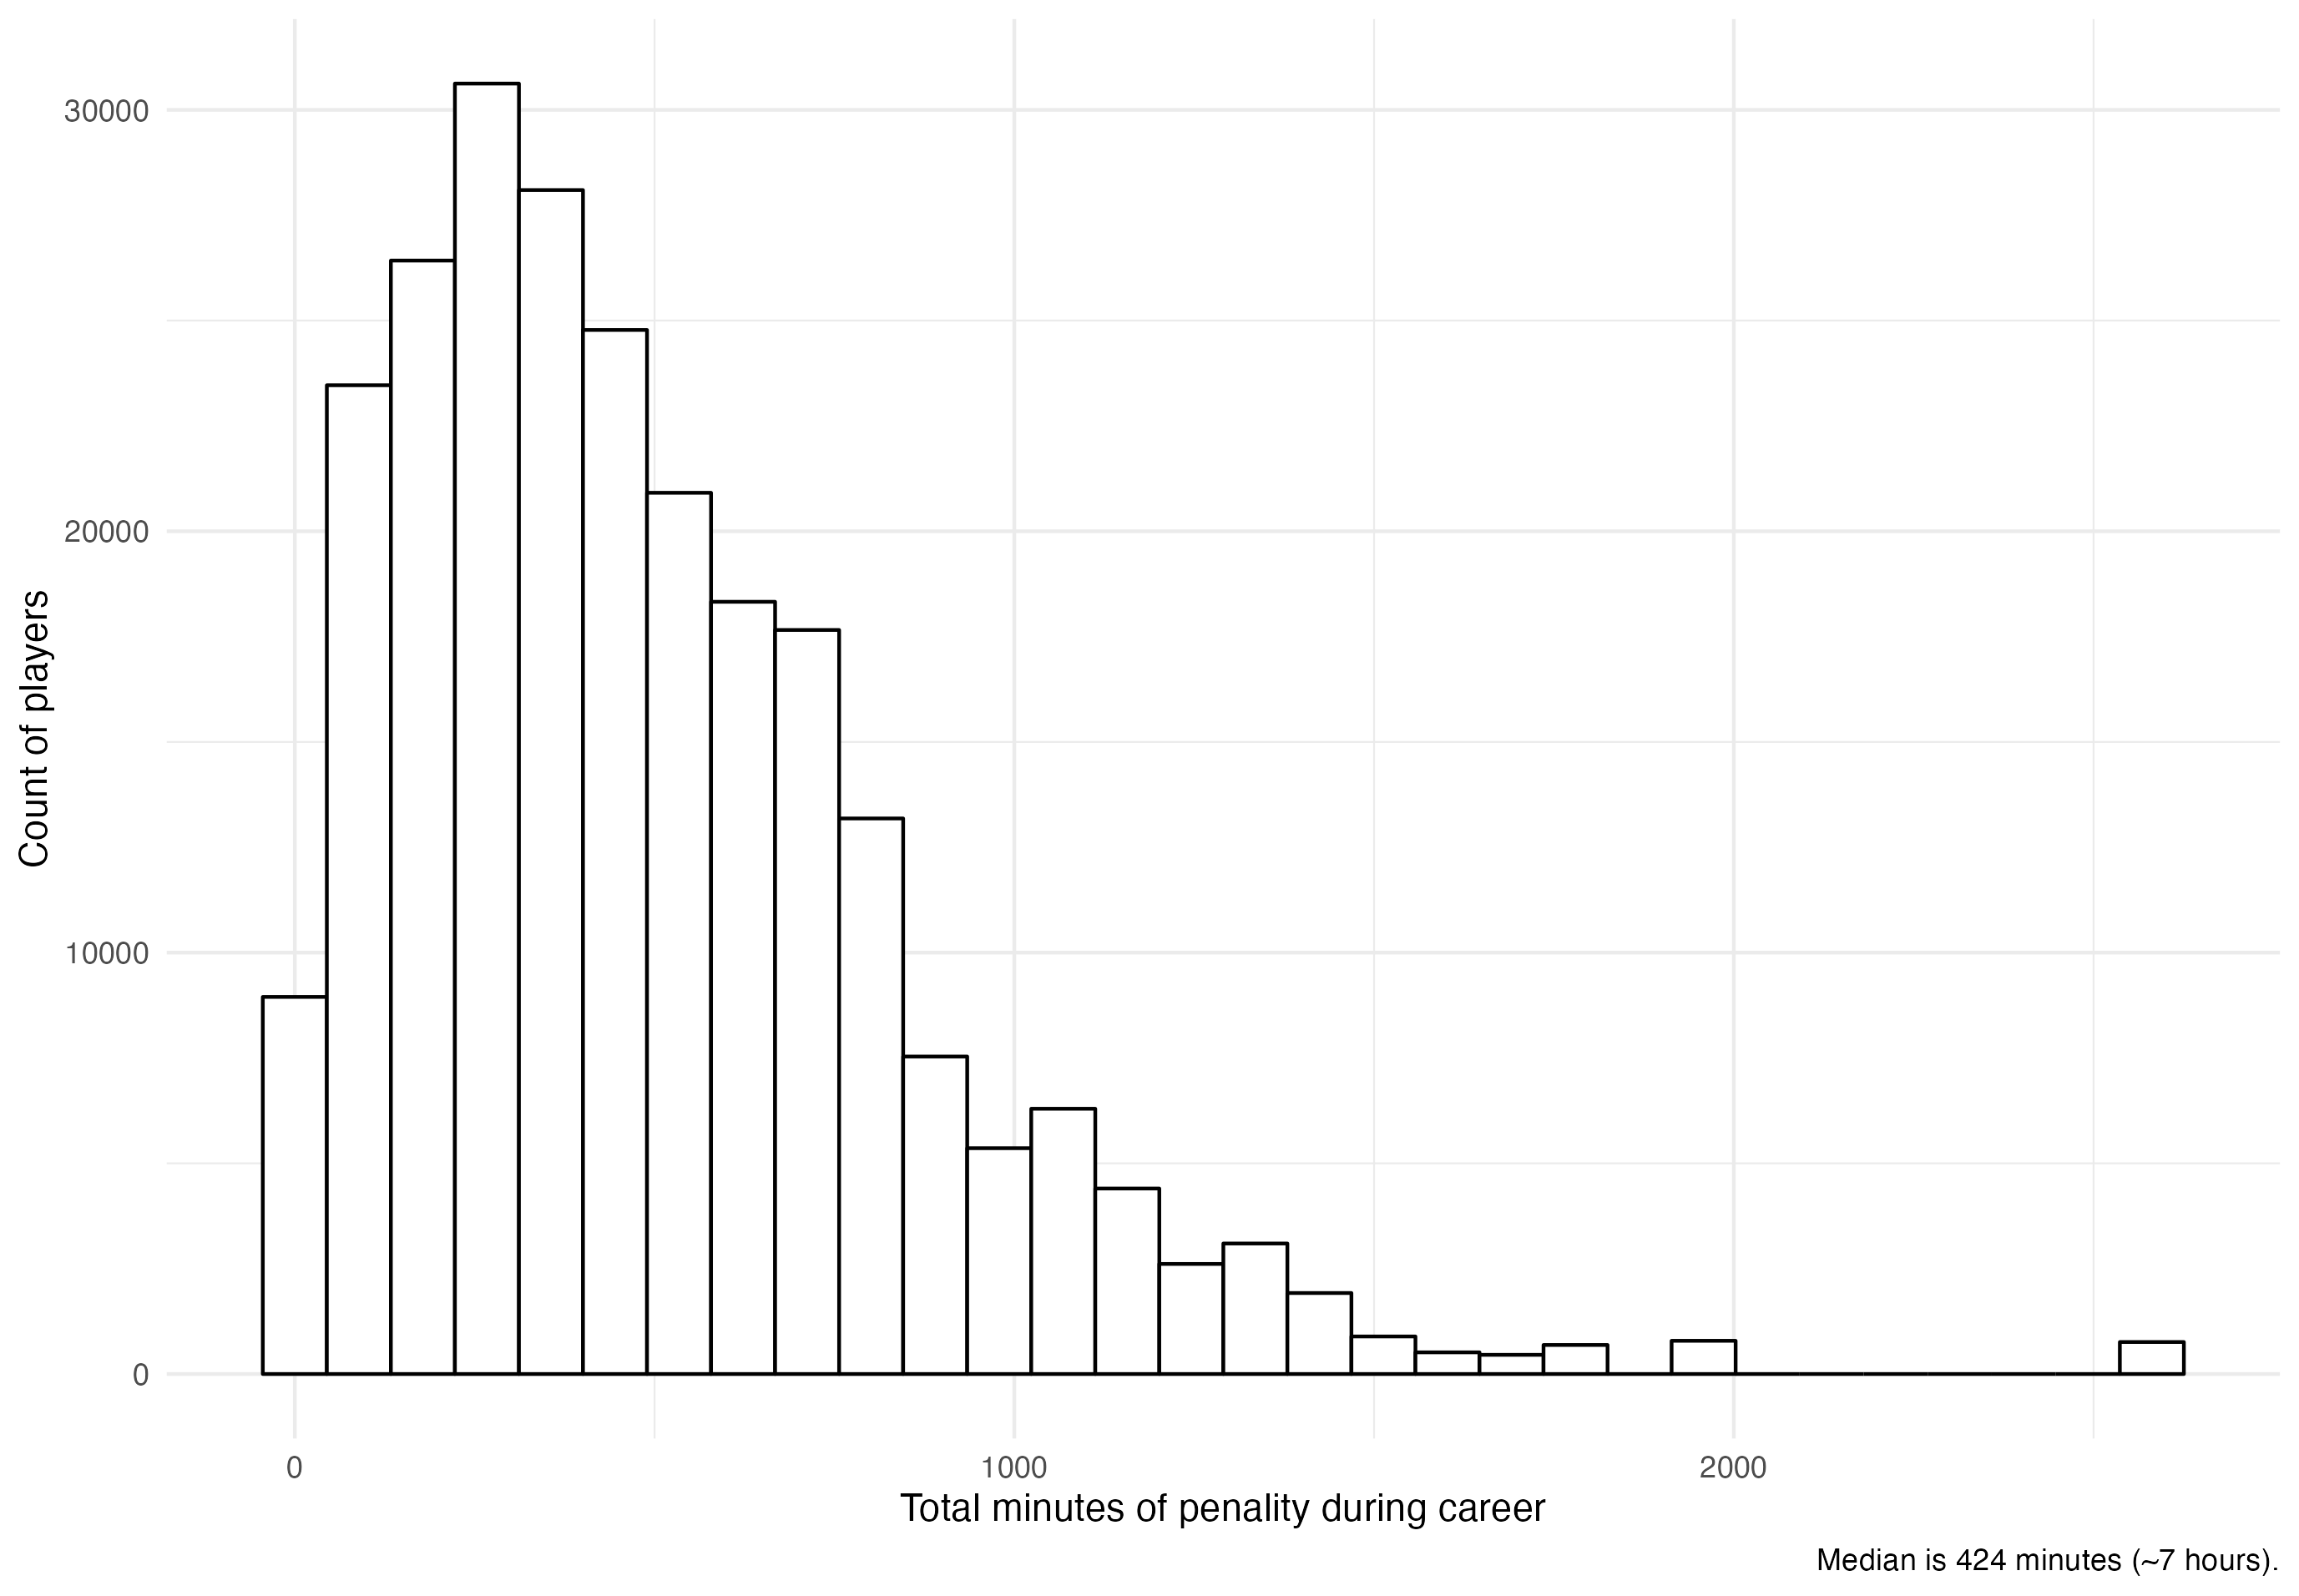 30000
20000
10000
0
Count of players
0
1000
2000
Total minutes of penality during career
Median is 424 minutes (~7 hours).